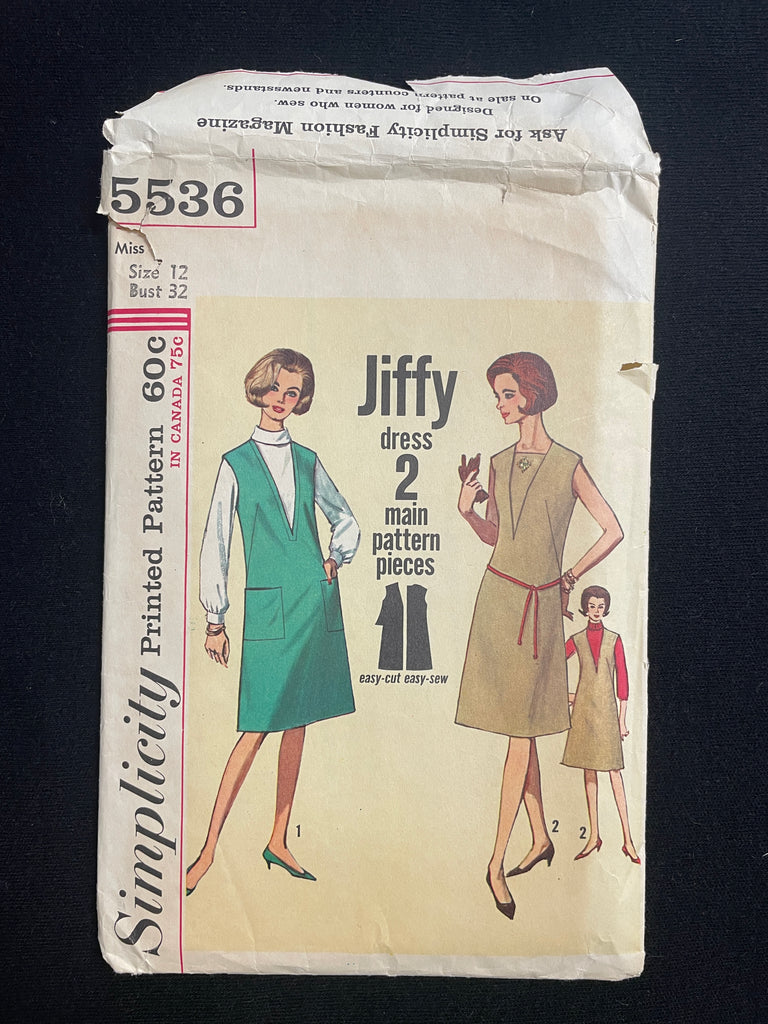 Ask for Simplicity Fashion Magazine
Designed for women who sew.
On sale at pattern counters and newsstands.
5536
Miss
Size 12
Bust 32
Simplicity Printed Pattern 60c
IN CANADA 75c
Jiffy
dress
2
main
pattern
pieces
easy-cut easy-sew
1
2
2